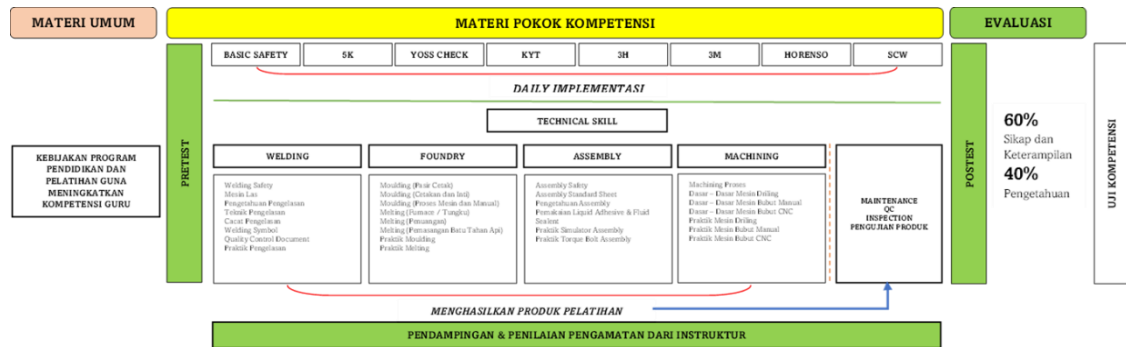 MATERI UMUM
MATERI POKOK KOMPETENSI
EVALUASI
KEBIJAKAN PROGRAM
PENDIDIKAN DAN
PELATIHAN GUNA
MENINGKATKAN
KOMPETENSI GURU
PRETEST
BASIC SAFETY
5K
YOSS CHECK
KYT
3H
3M
HORENSO
SCW
DAILY IMPLEMENTASI
TECHNICAL SKILL
WELDING
Welding Safety
Mesin Las
Pengetahuan Pengelasan
Teknik Pengelasan
Cacat Pengelasan
Welding Symbol
Quality Control Document
Praktik Pengelasan
FOUNDRY
Moulding (Pasir Cetak)
Moulding (Cetakan dan Inti)
Moulding (Proses Mesin dan Manual)
Melting (Furnace / Tungku)
Melting (Penuangan)
Melting (Pemasangan Batu Tahan Api)
Praktik Moulding
Praktik Melting
ASSEMBLY
Assembly Safety
Assembly Standard Sheet
Pengetahuan Assembly
Pemakaian Liquid Adhesive & Fluid
Sealent
Praktik Simulator Assembly
Praktik Torque Bolt Assembly
MACHINING
Machining Proses
Dasar – Dasar Mesin Driling
Dasar – Dasar Mesin Bubut Manual
Dasar – Dasar Mesin Bubut CNC
Praktik Mesin Driling
Praktik Mesin Bubut Manual
Praktik Mesin Bubut CNC
MAINTENANCE
QC
INSPECTION
PENGUJIAN PRODUK
MENGHASILKAN PRODUK PELATIHAN
PENDAMPINGAN & PENILAIAN PENGAMATAN DARI INSTRUKTUR
POSTEST
60%
Sikap dan
Keterampilan
40%
Pengetahuan
UJI KOMPETENSI